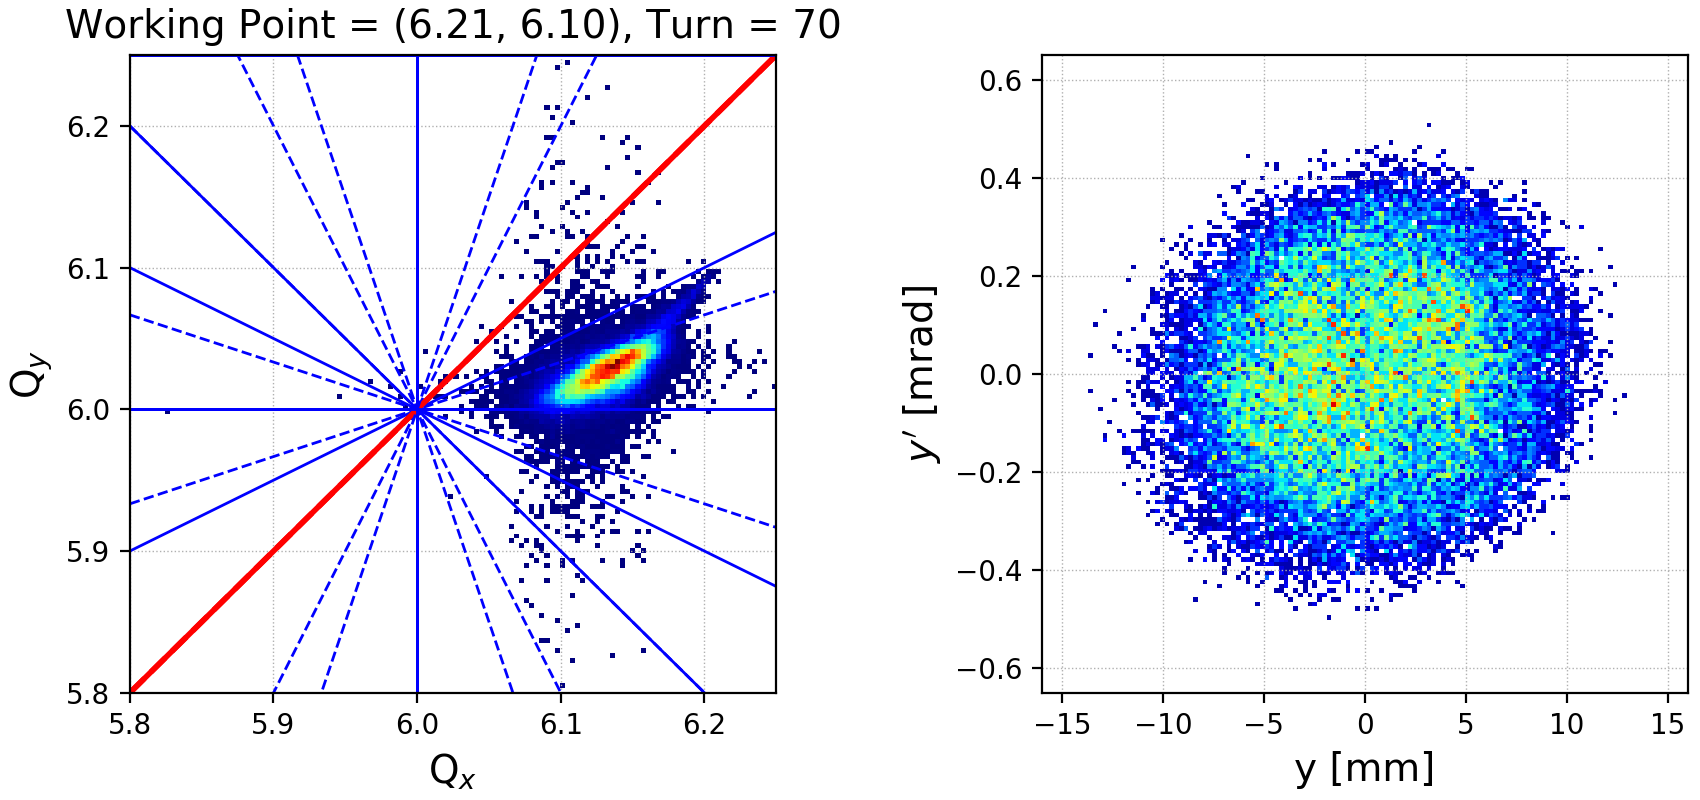 Working Point = (6.21, 6.10), Turn = 70
6.2
6.1
6.0
5.9
5.8
Q_y
5.8 5.9 6.0 6.1 6.2
Q_x
0.6
0.4
0.2
0.0
−0.2
−0.4
−0.6
y′ [mrad]
−15 −10 −5 0 5 10 15
y [mm]